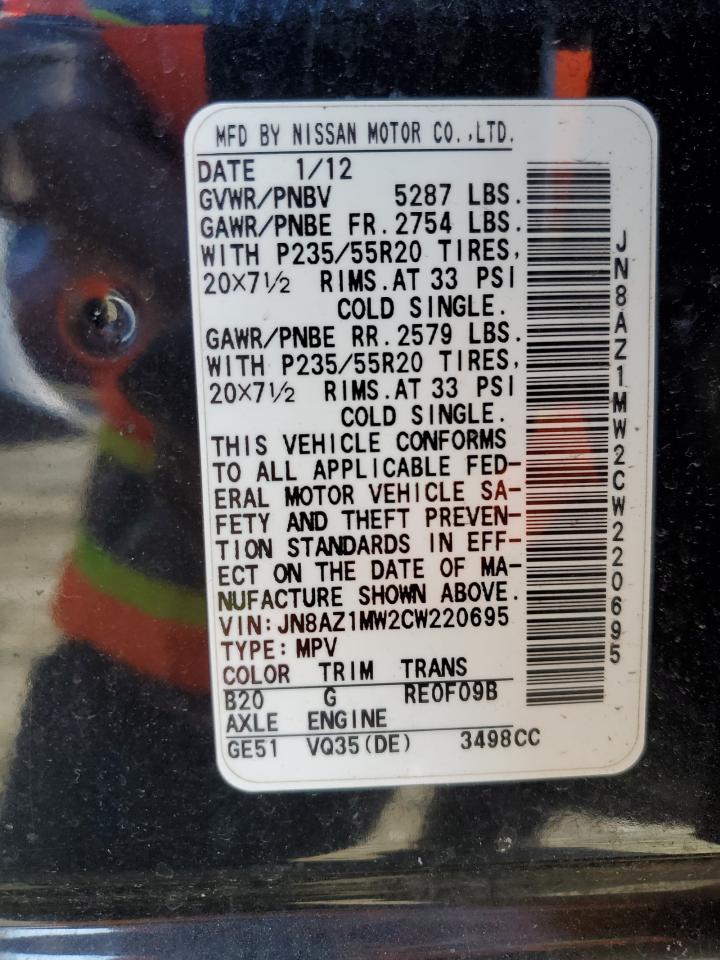 MFD BY NISSAN MOTOR CO.,LTD.
DATE 1/12
GVWR/PNBV 5287 LBS.
GAWR/PNBE FR.2754 LBS.
WITH P235/55R20 TIRES,
20×7½ RIMS.AT 33 PSI
COLD SINGLE.
GAWR/PNBE RR.2579 LBS.
WITH P235/55R20 TIRES,
20×7½ RIMS.AT 33 PSI
COLD SINGLE.
THIS VEHICLE CONFORMS
TO ALL APPLICABLE FED-
ERAL MOTOR VEHICLE SA-
FETY AND THEFT PREVEN-
TION STANDARDS IN EFF-
ECT ON THE DATE OF MA-
NUFACTURE SHOWN ABOVE.
VIN:JN8AZ1MW2CW220695
TYPE:MPV
COLOR TRIM TRANS
B20 G RE0F09B
AXLE ENGINE
GE51 VQ35(DE) 3498CC
JN8AZ1MW2CW220695